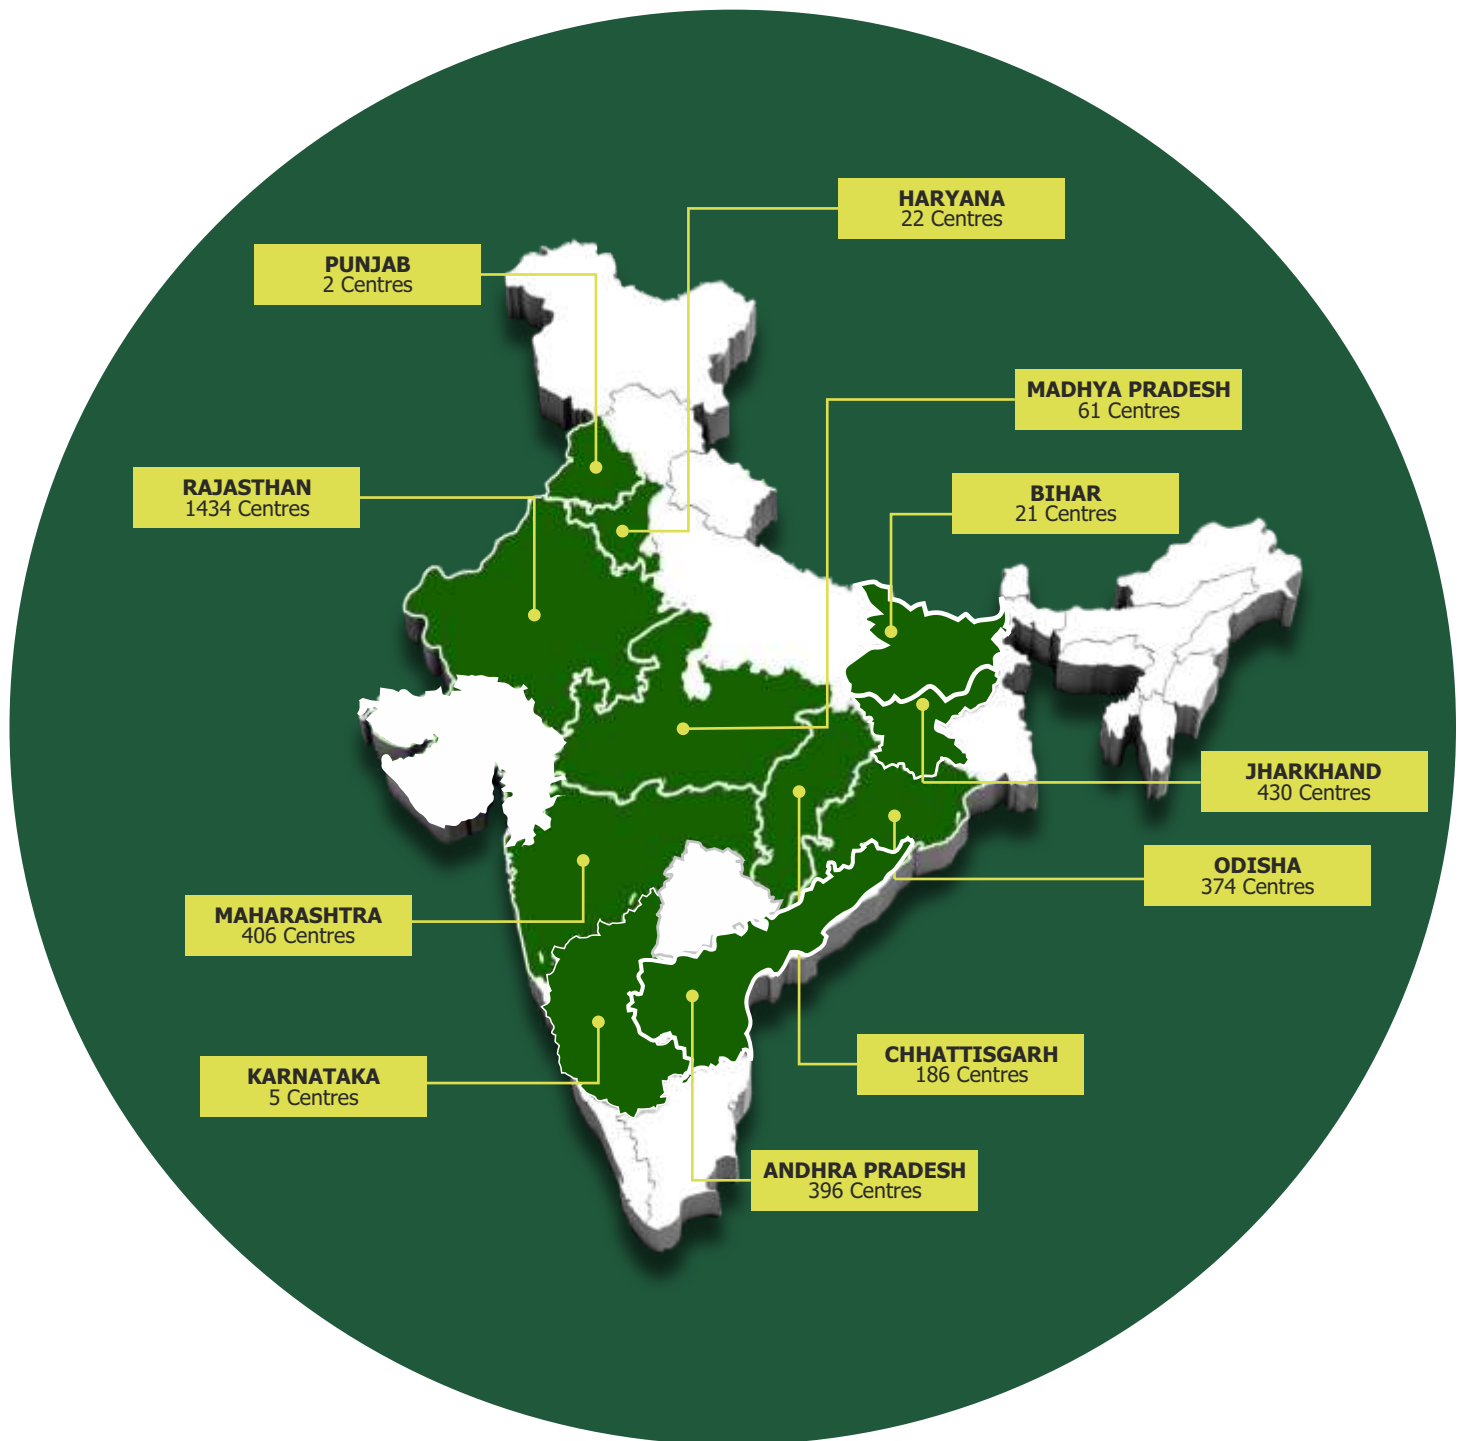 HARYANA
22 Centres
PUNJAB
2 Centres
MADHYA PRADESH
61 Centres
RAJASTHAN
1434 Centres
BIHAR
21 Centres
JHARKHAND
430 Centres
ODISHA
374 Centres
MAHARASHTRA
406 Centres
CHHATTISGARH
186 Centres
KARNATAKA
5 Centres
ANDHRA PRADESH
396 Centres